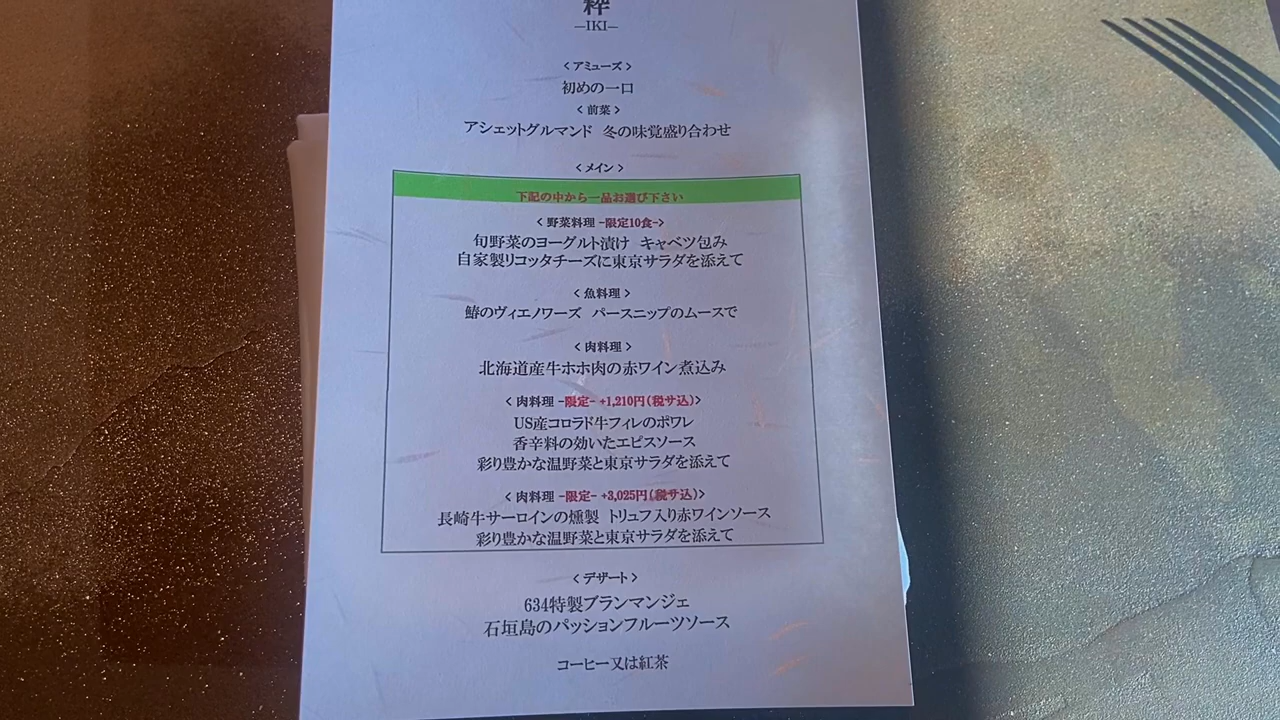 粋
—IKI—
＜アミューズ＞
初めの一口
＜前菜＞
アシェットグルマンド 冬の味覚盛り合わせ
＜メイン＞
下記の中から一品お選び下さい
＜野菜料理 -限定10食-＞
旬野菜のヨーグルト漬け キャベツ包み
自家製リコッタチーズに東京サラダを添えて
＜魚料理＞
鰆のヴィエノワーズ パースニップのムースで
＜肉料理＞
北海道産牛ホホ肉の赤ワイン煮込み
＜肉料理 -限定- +1,210円(税サ込)＞
US産コロラド牛フィレのポワレ
香辛料の効いたエピスソース
彩り豊かな温野菜と東京サラダを添えて
＜肉料理 -限定- +3,025円(税サ込)＞
長崎牛サーロインの燻製 トリュフ入り赤ワインソース
彩り豊かな温野菜と東京サラダを添えて
＜デザート＞
634特製ブランマンジェ
石垣島のパッションフルーツソース
コーヒー又は紅茶